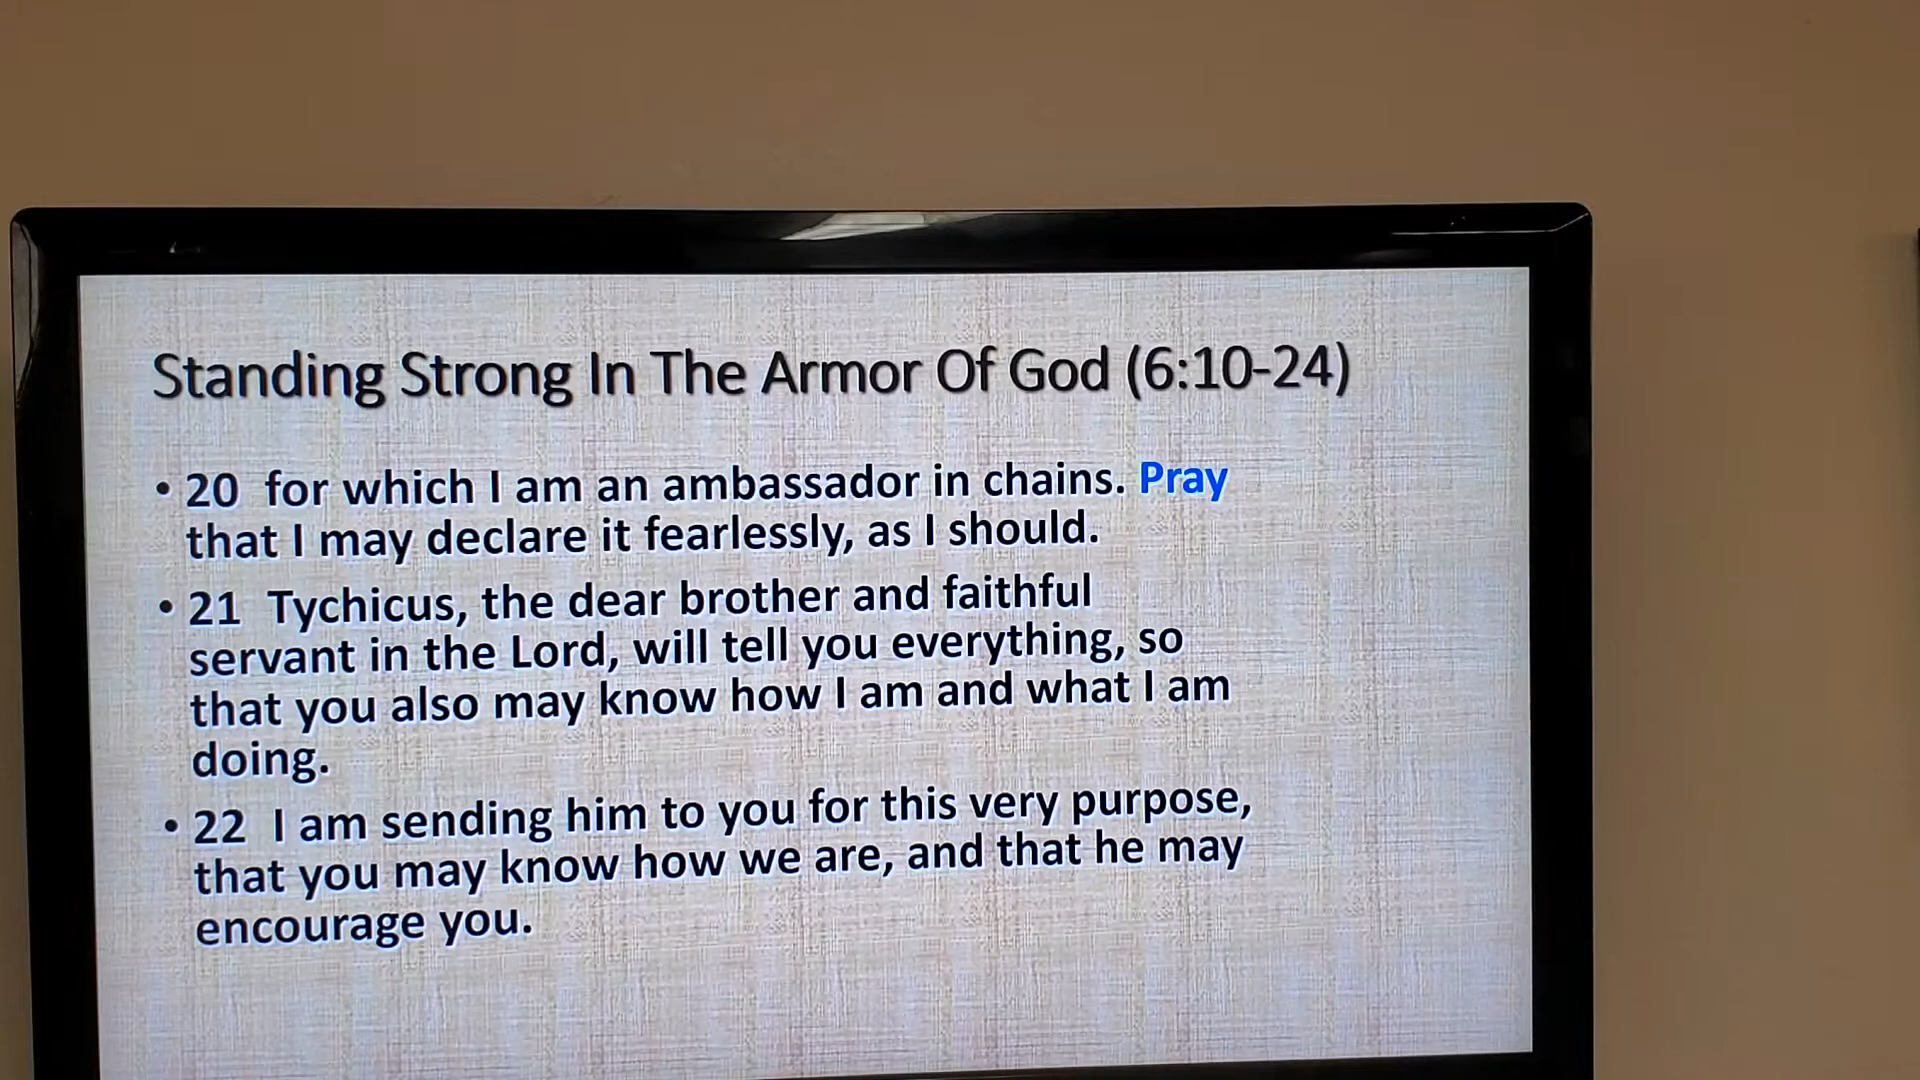 Standing Strong In The Armor Of God (6:10-24)
• 20 for which I am an ambassador in chains. Pray
that I may declare it fearlessly, as I should.
• 21 Tychicus, the dear brother and faithful
servant in the Lord, will tell you everything, so
that you also may know how I am and what I am
doing.
• 22 I am sending him to you for this very purpose,
that you may know how we are, and that he may
encourage you.